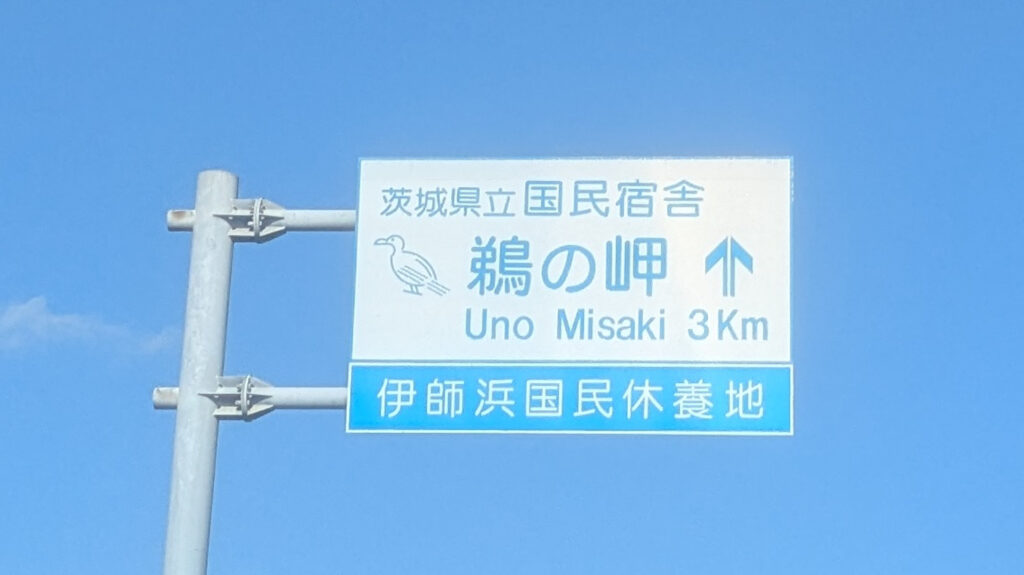 茨城県立国民宿舎
鵜の岬
Uno Misaki 3Km
伊師浜国民休養地